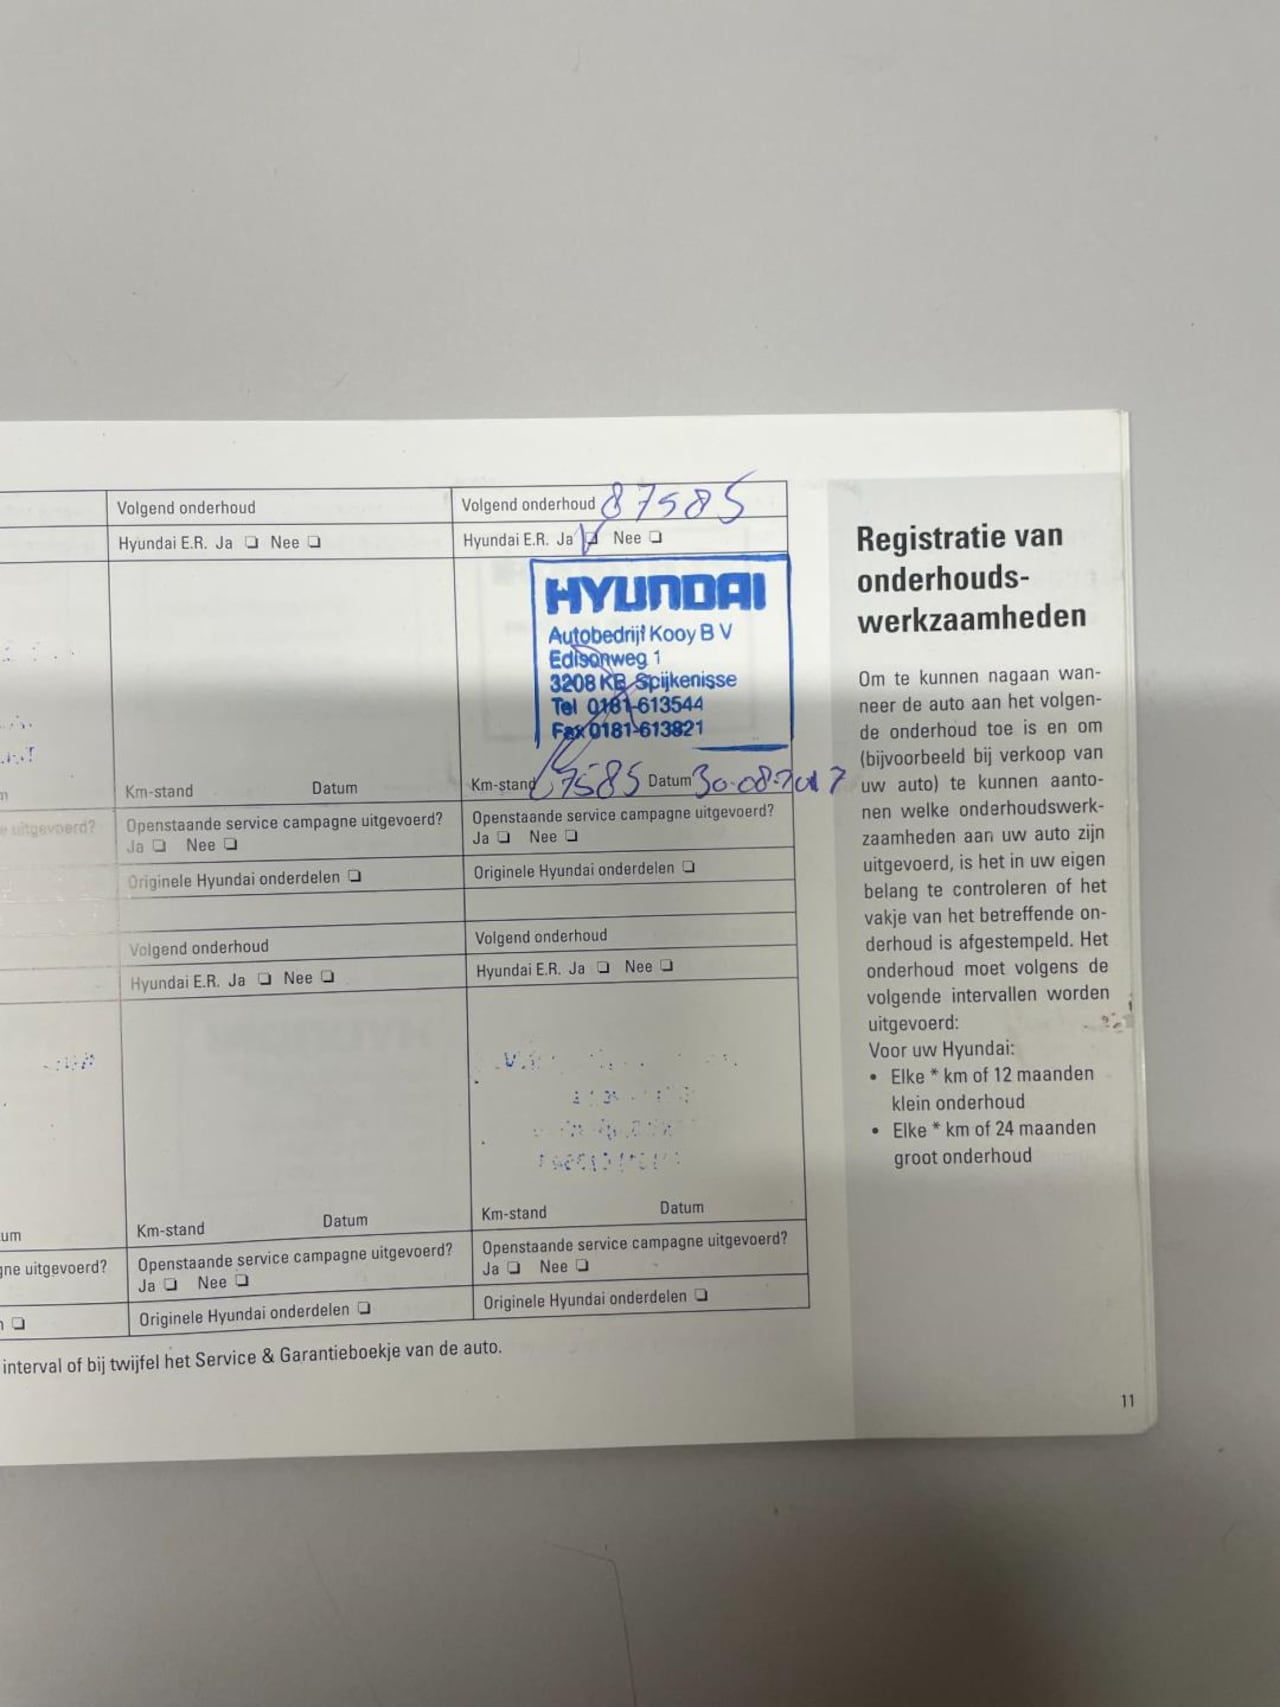 Volgend onderhoud
Hyundai E.R. Ja ❏ Nee ❏
Km-stand Datum
Openstaande service campagne uitgevoerd?
Ja ❏ Nee ❏
Originele Hyundai onderdelen ❏
Volgend onderhoud 87585
Hyundai E.R. Ja ❏ Nee ❏
HYUNDAI
Autobedrijf Kooy B V
Edisonweg 1
3208 KB Spijkenisse
Tel 0181-613544
Fax 0181-613821
Km-stand 67585 Datum 30-08-2017
Openstaande service campagne uitgevoerd?
Ja ❏ Nee ❏
Originele Hyundai onderdelen ❏
e uitgevoerd?
Volgend onderhoud
Hyundai E.R. Ja ❏ Nee ❏
Km-stand Datum
Openstaande service campagne uitgevoerd?
Ja ❏ Nee ❏
Originele Hyundai onderdelen ❏
Volgend onderhoud
Hyundai E.R. Ja ❏ Nee ❏
Km-stand Datum
Openstaande service campagne uitgevoerd?
Ja ❏ Nee ❏
Originele Hyundai onderdelen ❏
um
gne uitgevoerd?
n ❏
interval of bij twijfel het Service & Garantieboekje van de auto.
Registratie van
onderhouds-
werkzaamheden
Om te kunnen nagaan wan-
neer de auto aan het volgen-
de onderhoud toe is en om
(bijvoorbeeld bij verkoop van
uw auto) te kunnen aanto-
nen welke onderhoudswerk-
zaamheden aan uw auto zijn
uitgevoerd, is het in uw eigen
belang te controleren of het
vakje van het betreffende on-
derhoud is afgestempeld. Het
onderhoud moet volgens de
volgende intervallen worden
uitgevoerd:
Voor uw Hyundai:
• Elke * km of 12 maanden
klein onderhoud
• Elke * km of 24 maanden
groot onderhoud
11